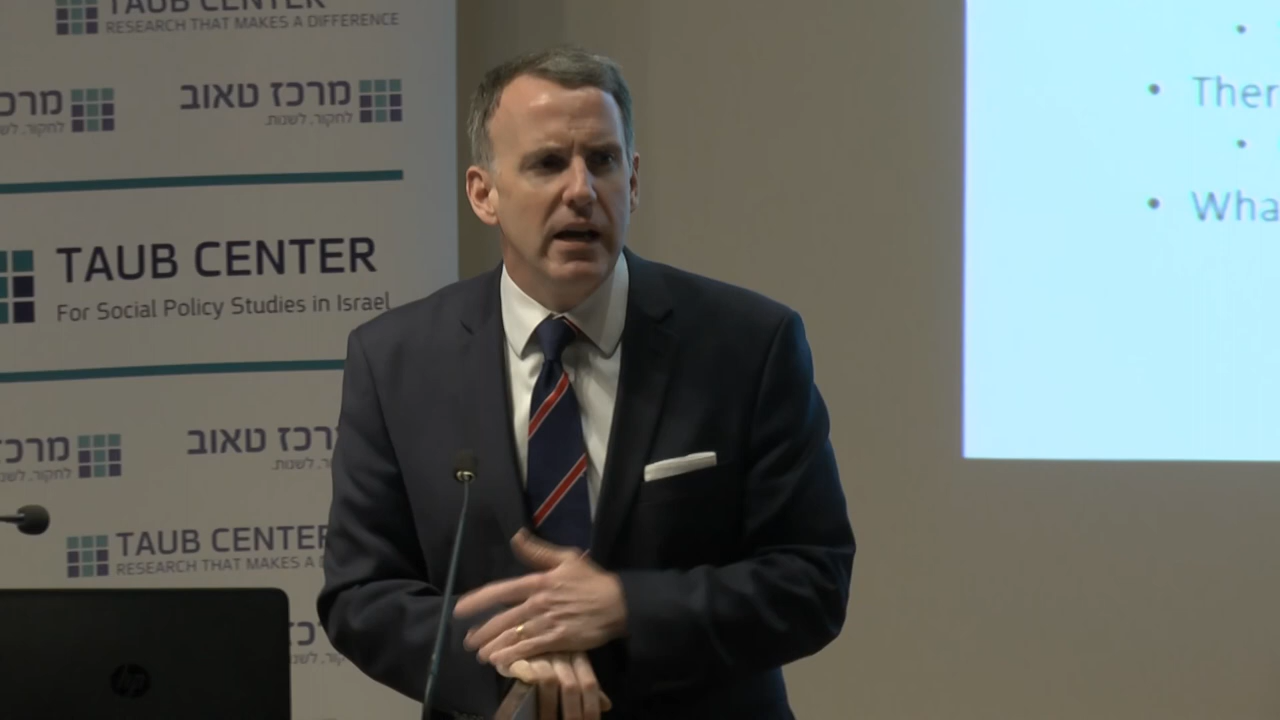 TAUB CENTER
RESEARCH THAT MAKES A DIFFERENCE
מרכז טאוב
לחקור. לשנות.
TAUB CENTER
For Social Policy Studies in Israel
מרכז
טאוב
לחקור. לשנות.
TAUB CENTER
RESEARCH THAT MAKES A
hp
• Ther
• Wha